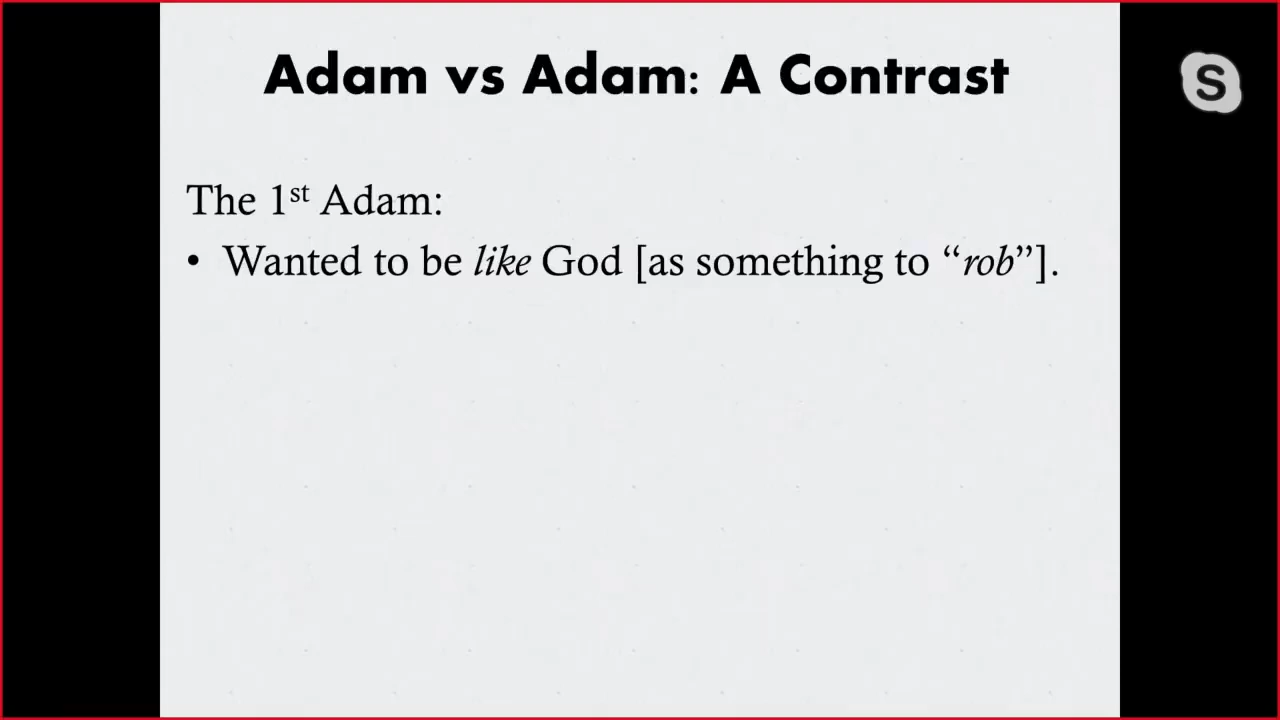 Adam vs Adam: A Contrast
S
The 1st Adam:
• Wanted to be like God [as something to “rob”].